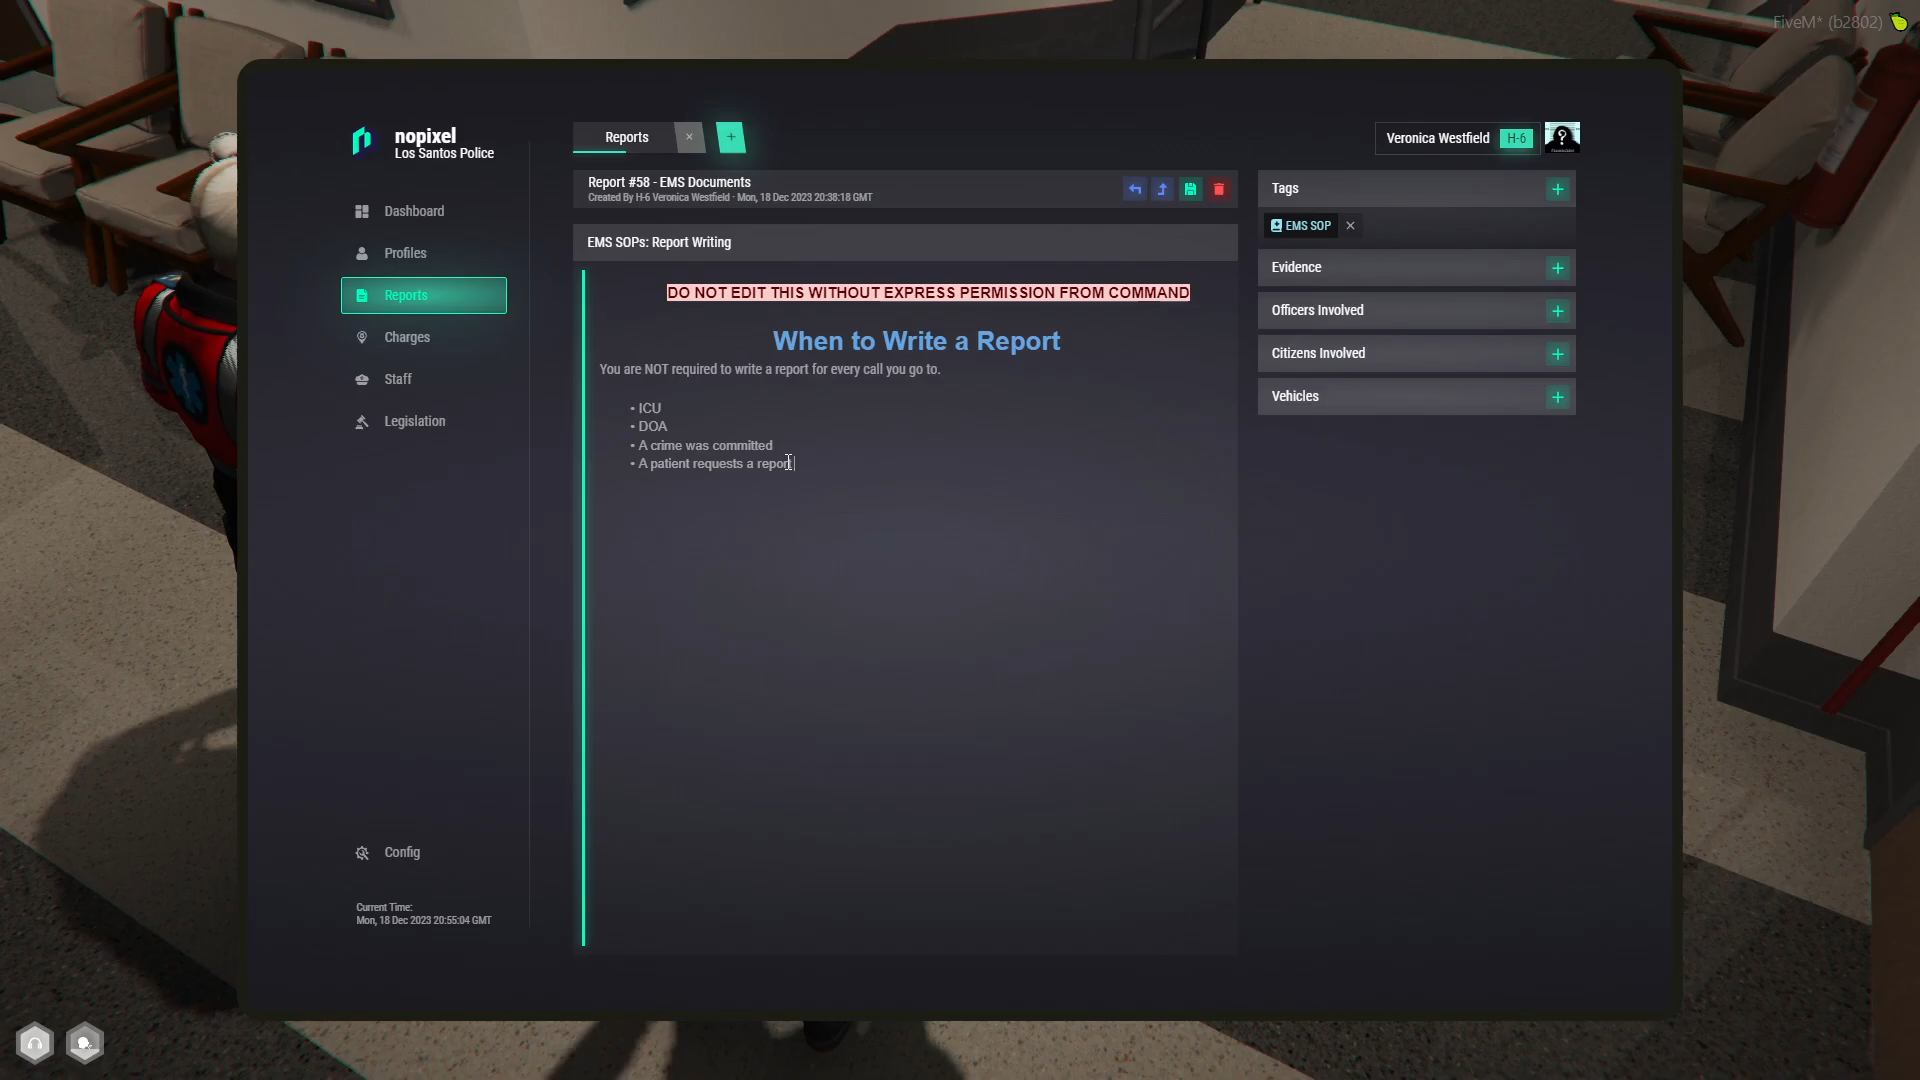 FiveM* (b2802)
nopixel
Los Santos Police
Reports
×
+
Veronica Westfield H-6
Dashboard
Profiles
Reports
Charges
Staff
Legislation
Report #58 - EMS Documents
Created By H-6 Veronica Westfield · Mon, 18 Dec 2023 20:38:18 GMT
EMS SOPs: Report Writing
DO NOT EDIT THIS WITHOUT EXPRESS PERMISSION FROM COMMAND
When to Write a Report
You are NOT required to write a report for every call you go to.
• ICU
• DOA
• A crime was committed
• A patient requests a report
Tags
+
EMS SOP ×
Evidence
+
Officers Involved
+
Citizens Involved
+
Vehicles
+
Config
Current Time:
Mon, 18 Dec 2023 20:55:04 GMT